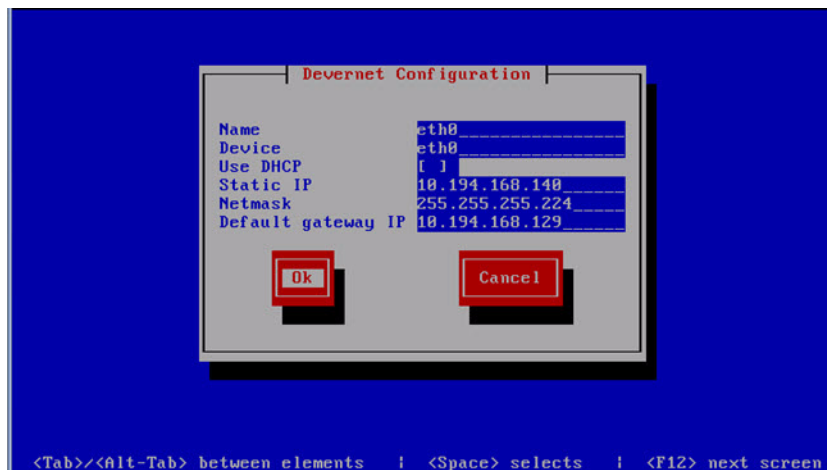 Devernet Configuration
Name eth0
Device eth0
Use DHCP [ ]
Static IP 10.194.168.140
Netmask 255.255.255.224
Default gateway IP 10.194.168.129
Ok Cancel
<Tab>/<Alt-Tab> between elements | <Space> selects | <F12> next screen